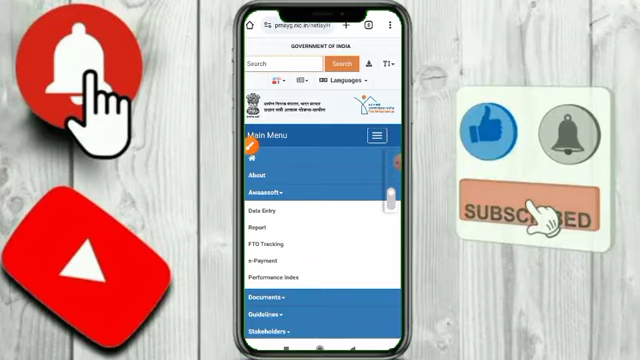 pmayg.nic.in/netiayH
GOVERNMENT OF INDIA
Search
Search
Languages
Main Menu
About
Awaassoft
Data Entry
Report
FTO Tracking
e-Payment
Performance Index
Documents
Guidelines
Stakeholders
SUBSCRIBED